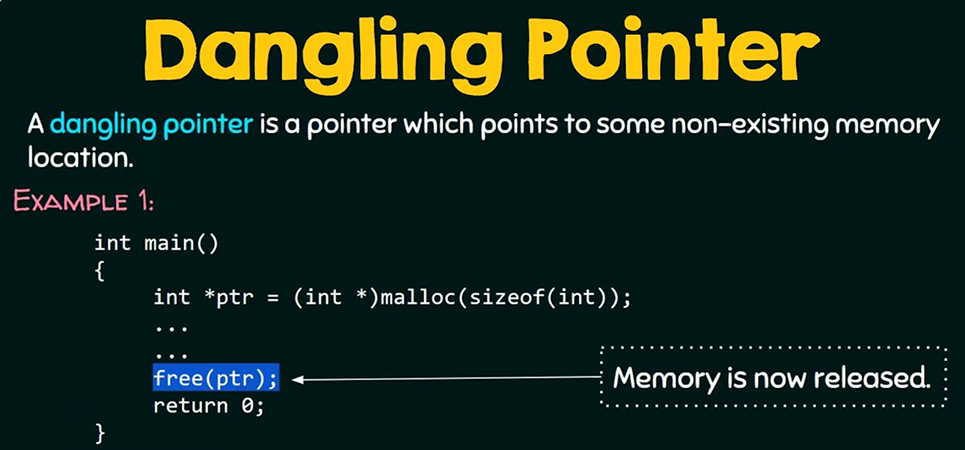 Dangling Pointer
A dangling pointer is a pointer which points to some non-existing memory
location.
EXAMPLE 1:
int main()
{
int *ptr = (int *)malloc(sizeof(int));
...
...
free(ptr);
Memory is now released.
return 0;
}